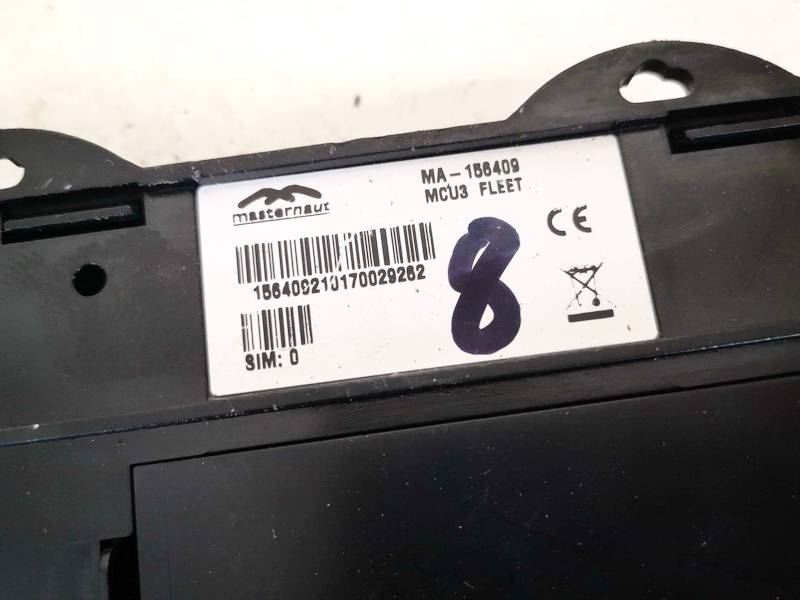 masternaut
MA-156409
MCU3 FLEET
CE
156409210170029262
8
SIM: 0